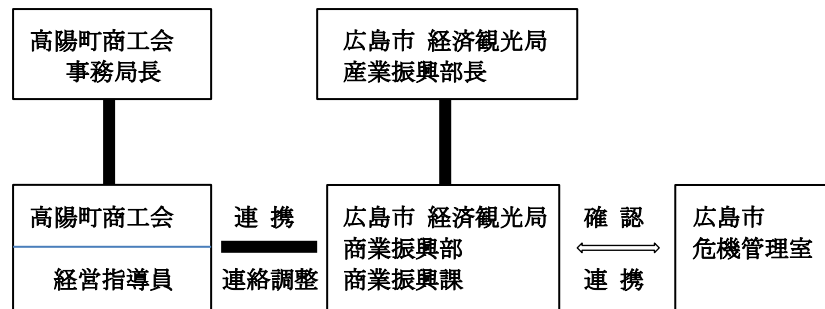 高陽町商工会
事務局長
広島市 経済観光局
産業振興部長
高陽町商工会
経営指導員
連 携
連絡調整
広島市 経済観光局
商業振興部
商業振興課
確 認
連 携
広島市
危機管理室